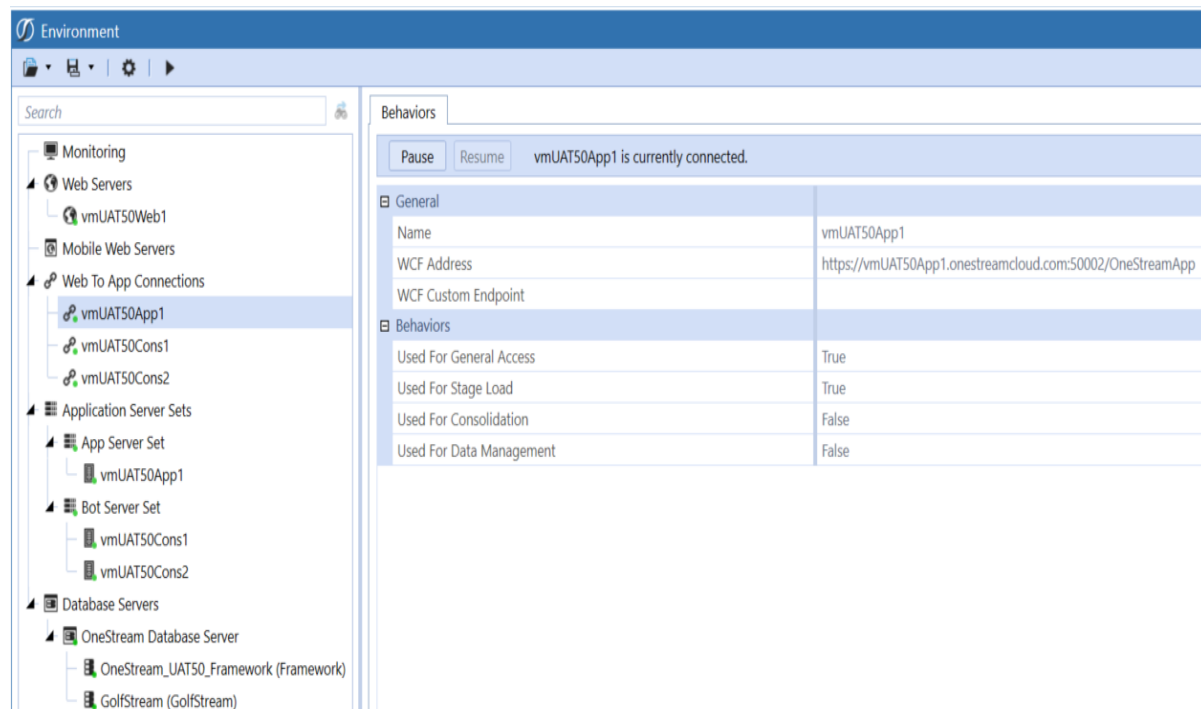 Environment
Search
Monitoring
Web Servers
vmUAT50Web1
Mobile Web Servers
Web To App Connections
vmUAT50App1
vmUAT50Cons1
vmUAT50Cons2
Application Server Sets
App Server Set
vmUAT50App1
Bot Server Set
vmUAT50Cons1
vmUAT50Cons2
Database Servers
OneStream Database Server
OneStream_UAT50_Framework (Framework)
GolfStream (GolfStream)
Behaviors
Pause Resume vmUAT50App1 is currently connected.
General
Name vmUAT50App1
WCF Address https://vmUAT50App1.onestreamcloud.com:50002/OneStreamApp
WCF Custom Endpoint
Behaviors
Used For General Access True
Used For Stage Load True
Used For Consolidation False
Used For Data Management False